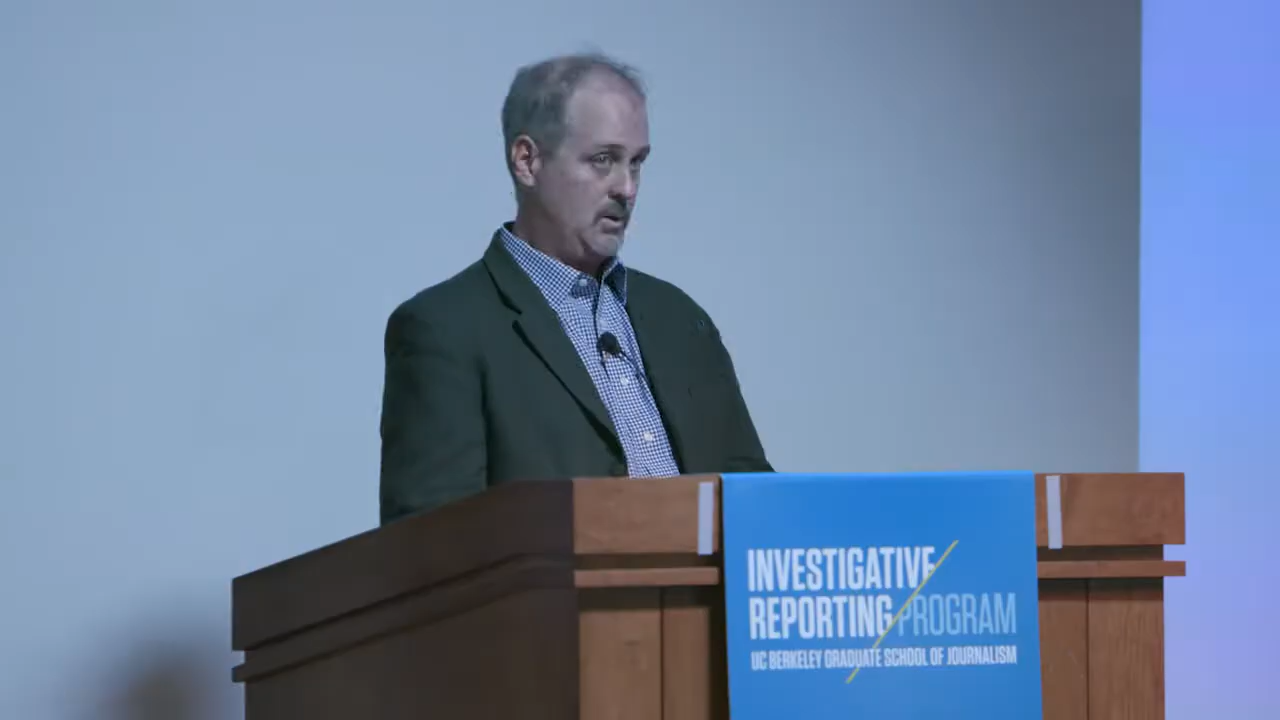 INVESTIGATIVE
REPORTING PROGRAM
UC BERKELEY GRADUATE SCHOOL OF JOURNALISM